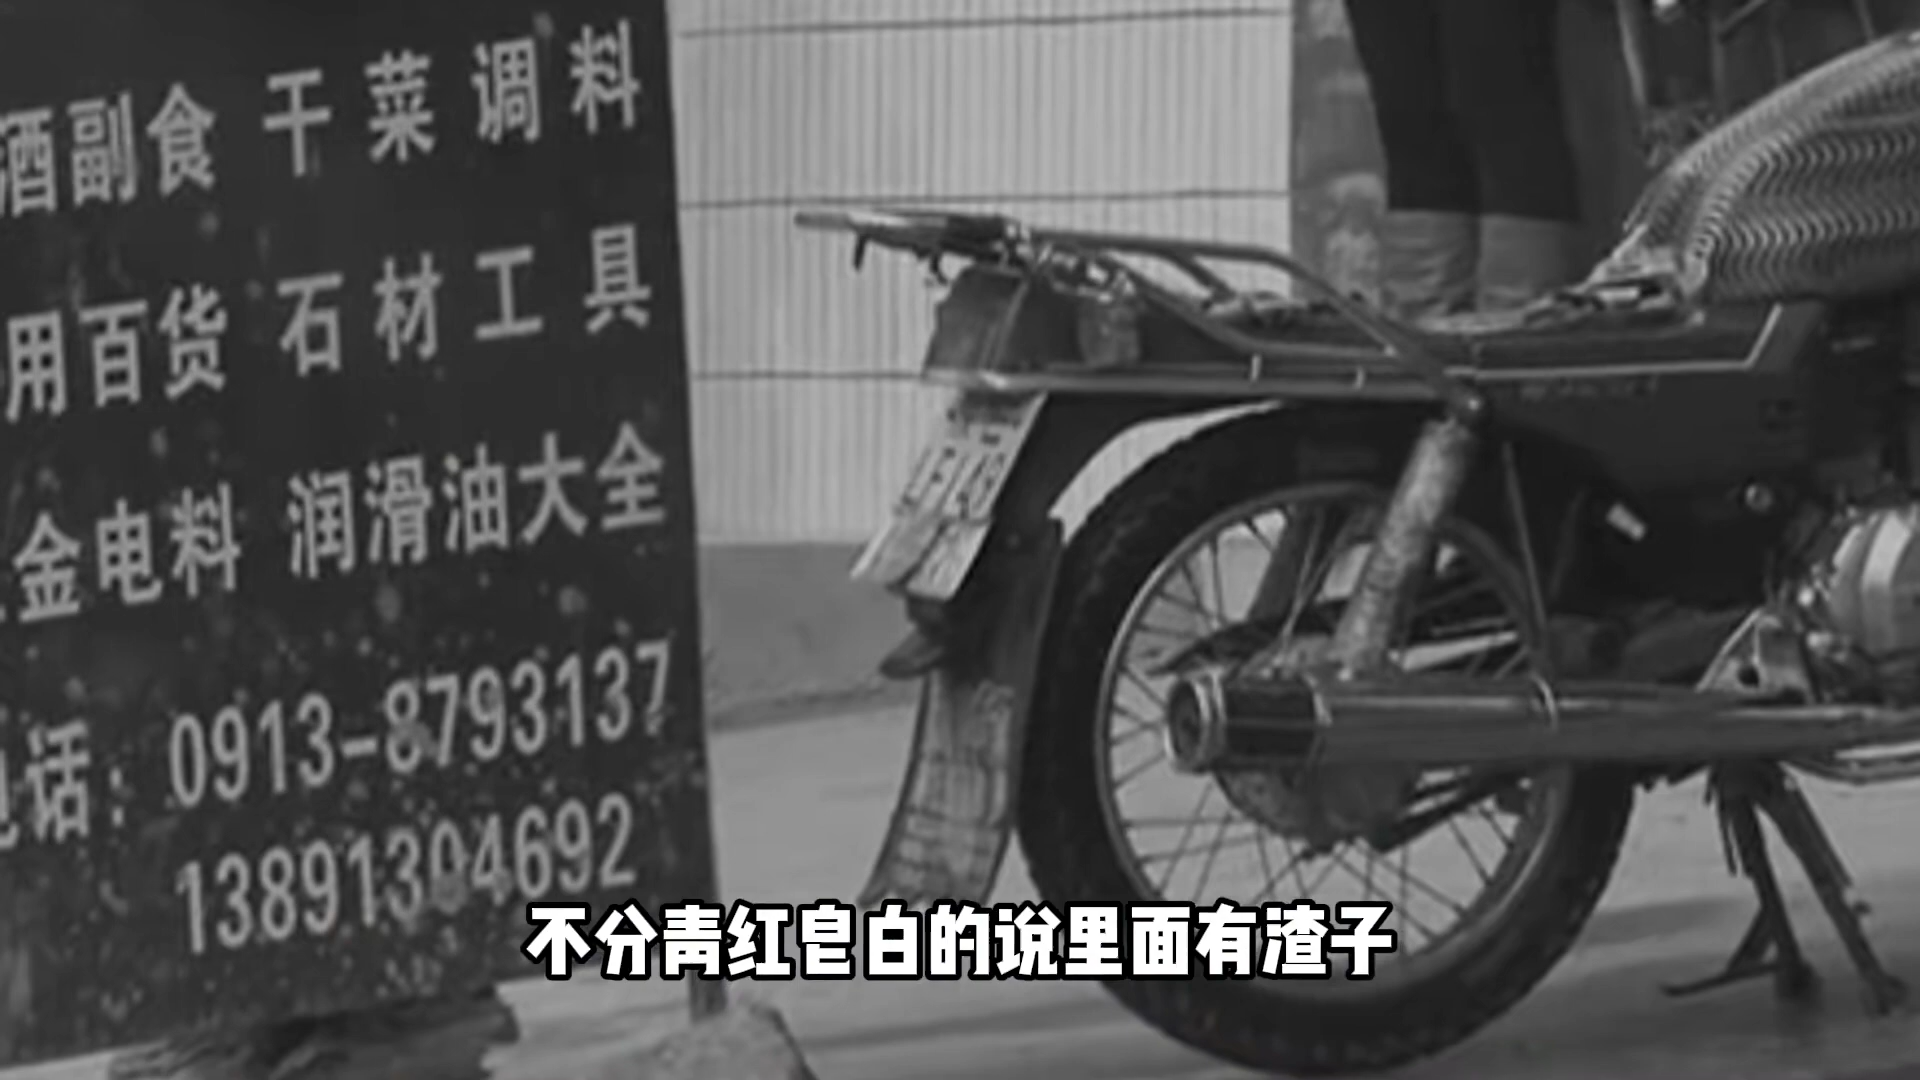 酒副食 干菜 调料
用百货 石材工具
金电料 润滑油大全
电话：0913-8793137
13891304692
不分青红皂白的说里面有渣子